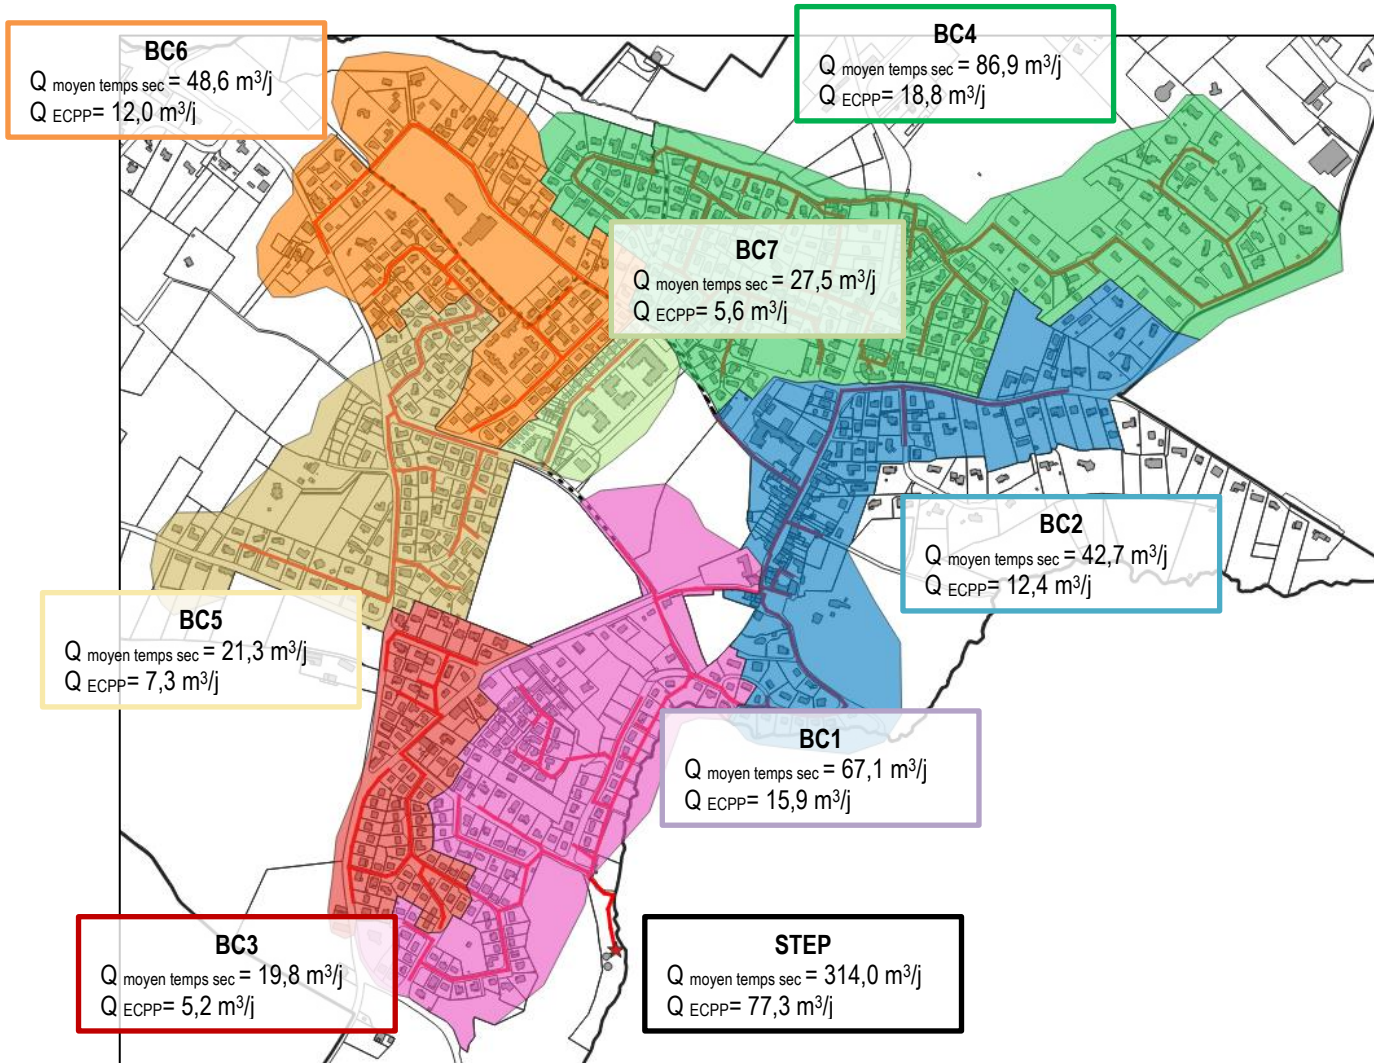 BC6
Q moyen temps sec = 48,6 m³/j
Q ECPP= 12,0 m³/j
BC4
Q moyen temps sec = 86,9 m³/j
Q ECPP= 18,8 m³/j
BC7
Q moyen temps sec = 27,5 m³/j
Q ECPP= 5,6 m³/j
BC2
Q moyen temps sec = 42,7 m³/j
Q ECPP= 12,4 m³/j
BC5
Q moyen temps sec = 21,3 m³/j
Q ECPP= 7,3 m³/j
BC1
Q moyen temps sec = 67,1 m³/j
Q ECPP= 15,9 m³/j
BC3
Q moyen temps sec = 19,8 m³/j
Q ECPP= 5,2 m³/j
STEP
Q moyen temps sec = 314,0 m³/j
Q ECPP= 77,3 m³/j